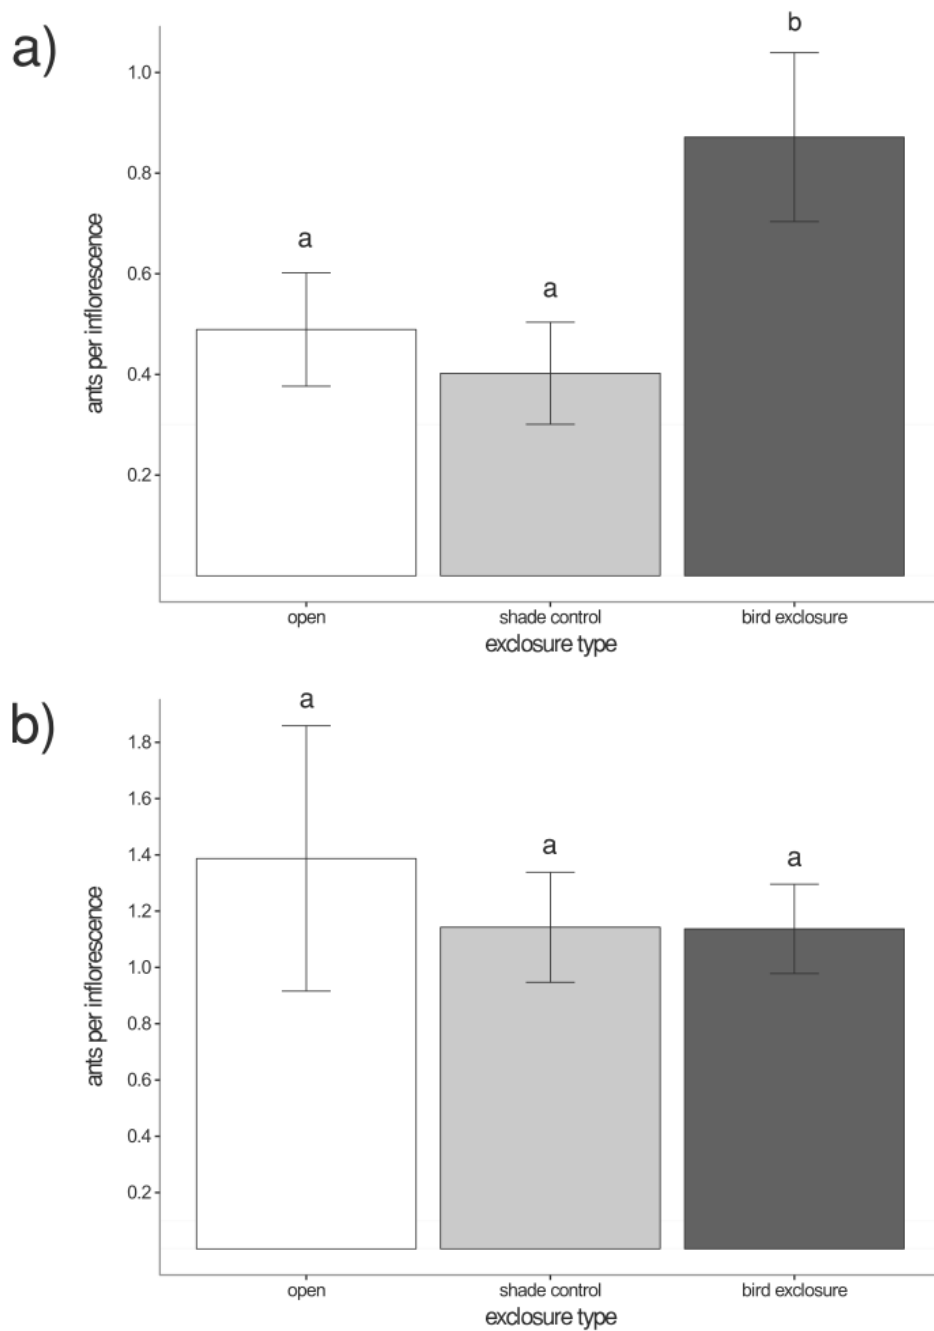 a)
b
1.0
0.8
a
0.6
a
0.4
0.2
ants per inflorescence
open shade control bird exclosure
exclosure type
b)
a
1.8
1.6
a
a
1.4
1.2
1.0
0.8
0.6
0.4
0.2
ants per inflorescence
open shade control bird exclosure
exclosure type